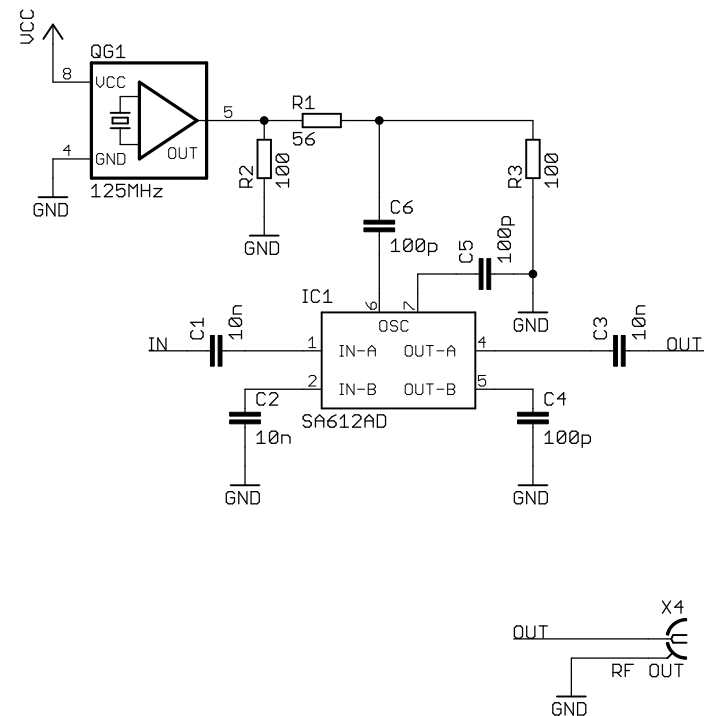 VCC
QG1
8
VCC
5
4
GND
OUT
125MHz
GND
R1
56
R2
100
GND
R3
100
C6
100p
C5
100p
GND
IC1
6
7
OSC
IN
C1
10n
1
IN-A
OUT-A
4
C3
10n
OUT
2
IN-B
OUT-B
5
C2
10n
SA612AD
C4
100p
GND
GND
X4
OUT
RF OUT
GND